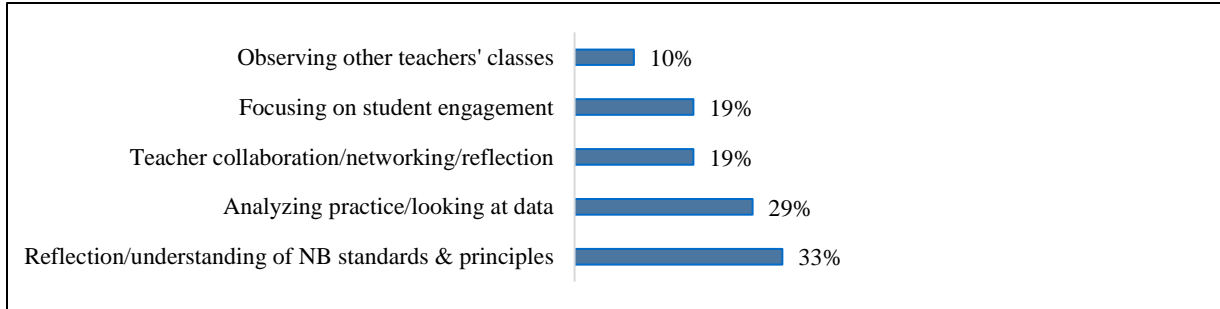 Observing other teachers' classes 10%
Focusing on student engagement 19%
Teacher collaboration/networking/reflection 19%
Analyzing practice/looking at data 29%
Reflection/understanding of NB standards & principles 33%